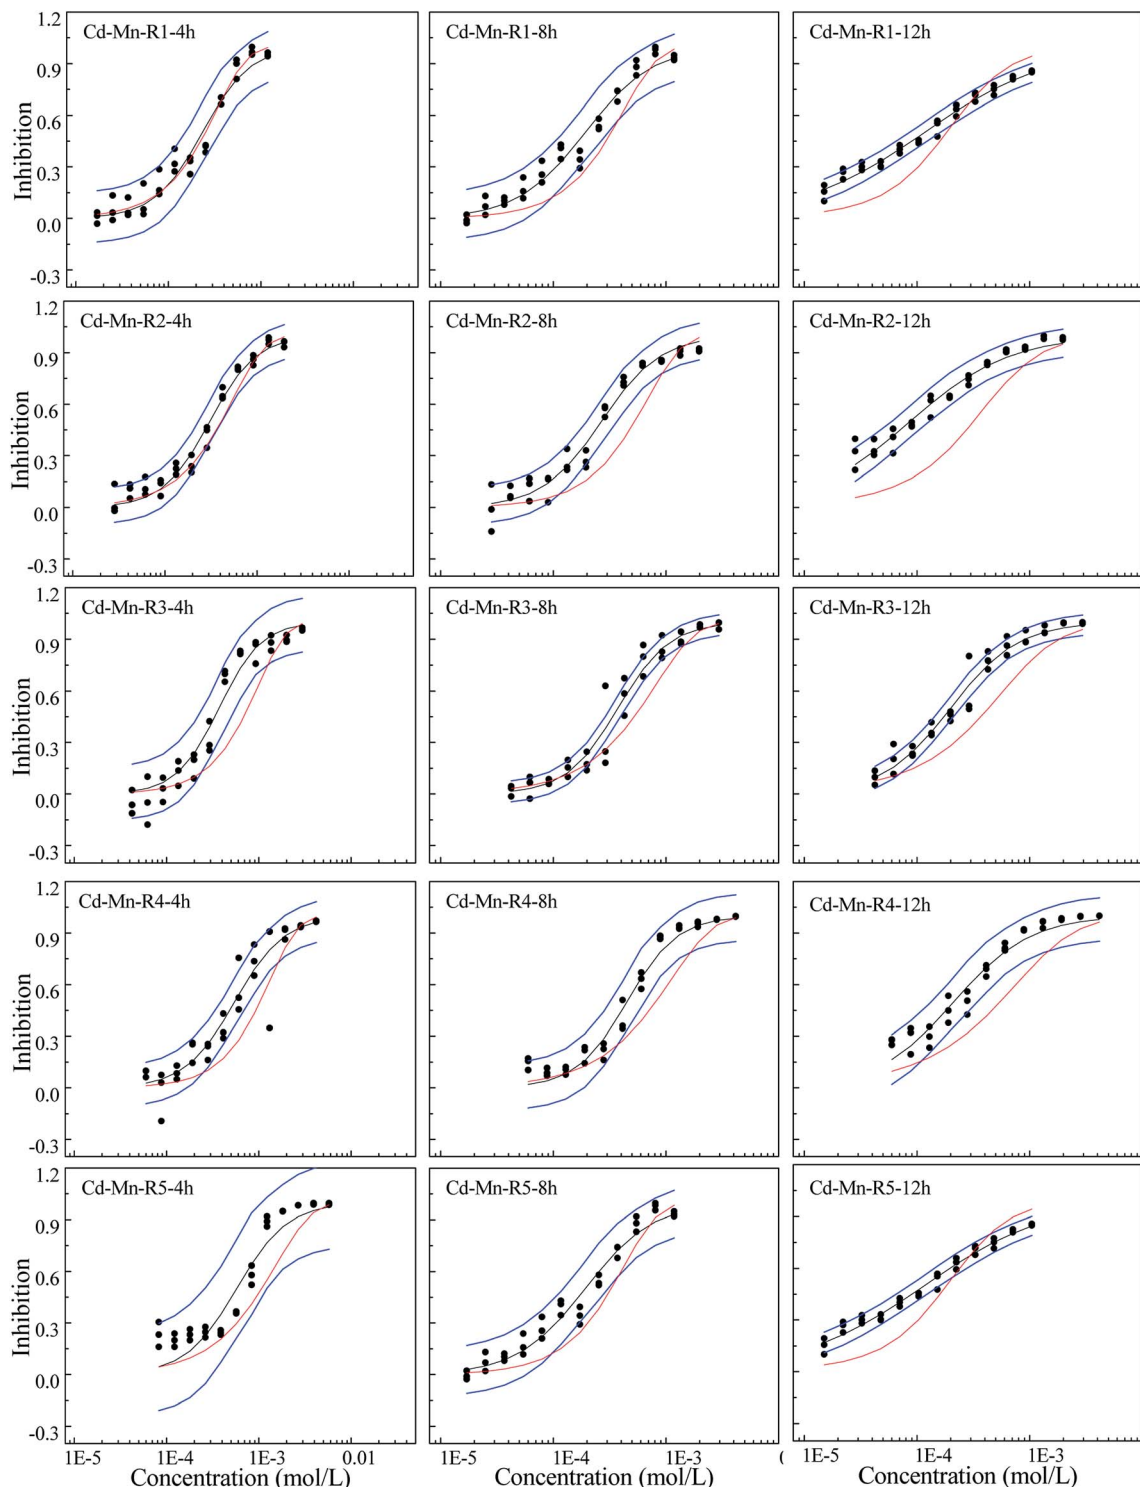 1.2
0.9
0.6
0.3
0.0
-0.3
Inhibition
Cd-Mn-R1-4h
Cd-Mn-R1-8h
Cd-Mn-R1-12h
1.2
0.9
0.6
0.3
0.0
-0.3
Inhibition
Cd-Mn-R2-4h
Cd-Mn-R2-8h
Cd-Mn-R2-12h
1.2
0.9
0.6
0.3
0.0
-0.3
Inhibition
Cd-Mn-R3-4h
Cd-Mn-R3-8h
Cd-Mn-R3-12h
1.2
0.9
0.6
0.3
0.0
-0.3
Inhibition
Cd-Mn-R4-4h
Cd-Mn-R4-8h
Cd-Mn-R4-12h
1.2
0.9
0.6
0.3
0.0
-0.3
Inhibition
Cd-Mn-R5-4h
Cd-Mn-R5-8h
Cd-Mn-R5-12h
1E-5 1E-4 1E-3 0.01
1E-5 1E-4 1E-3
1E-5 1E-4 1E-3
Concentration (mol/L)
Concentration (mol/L)
Concentration (mol/L)